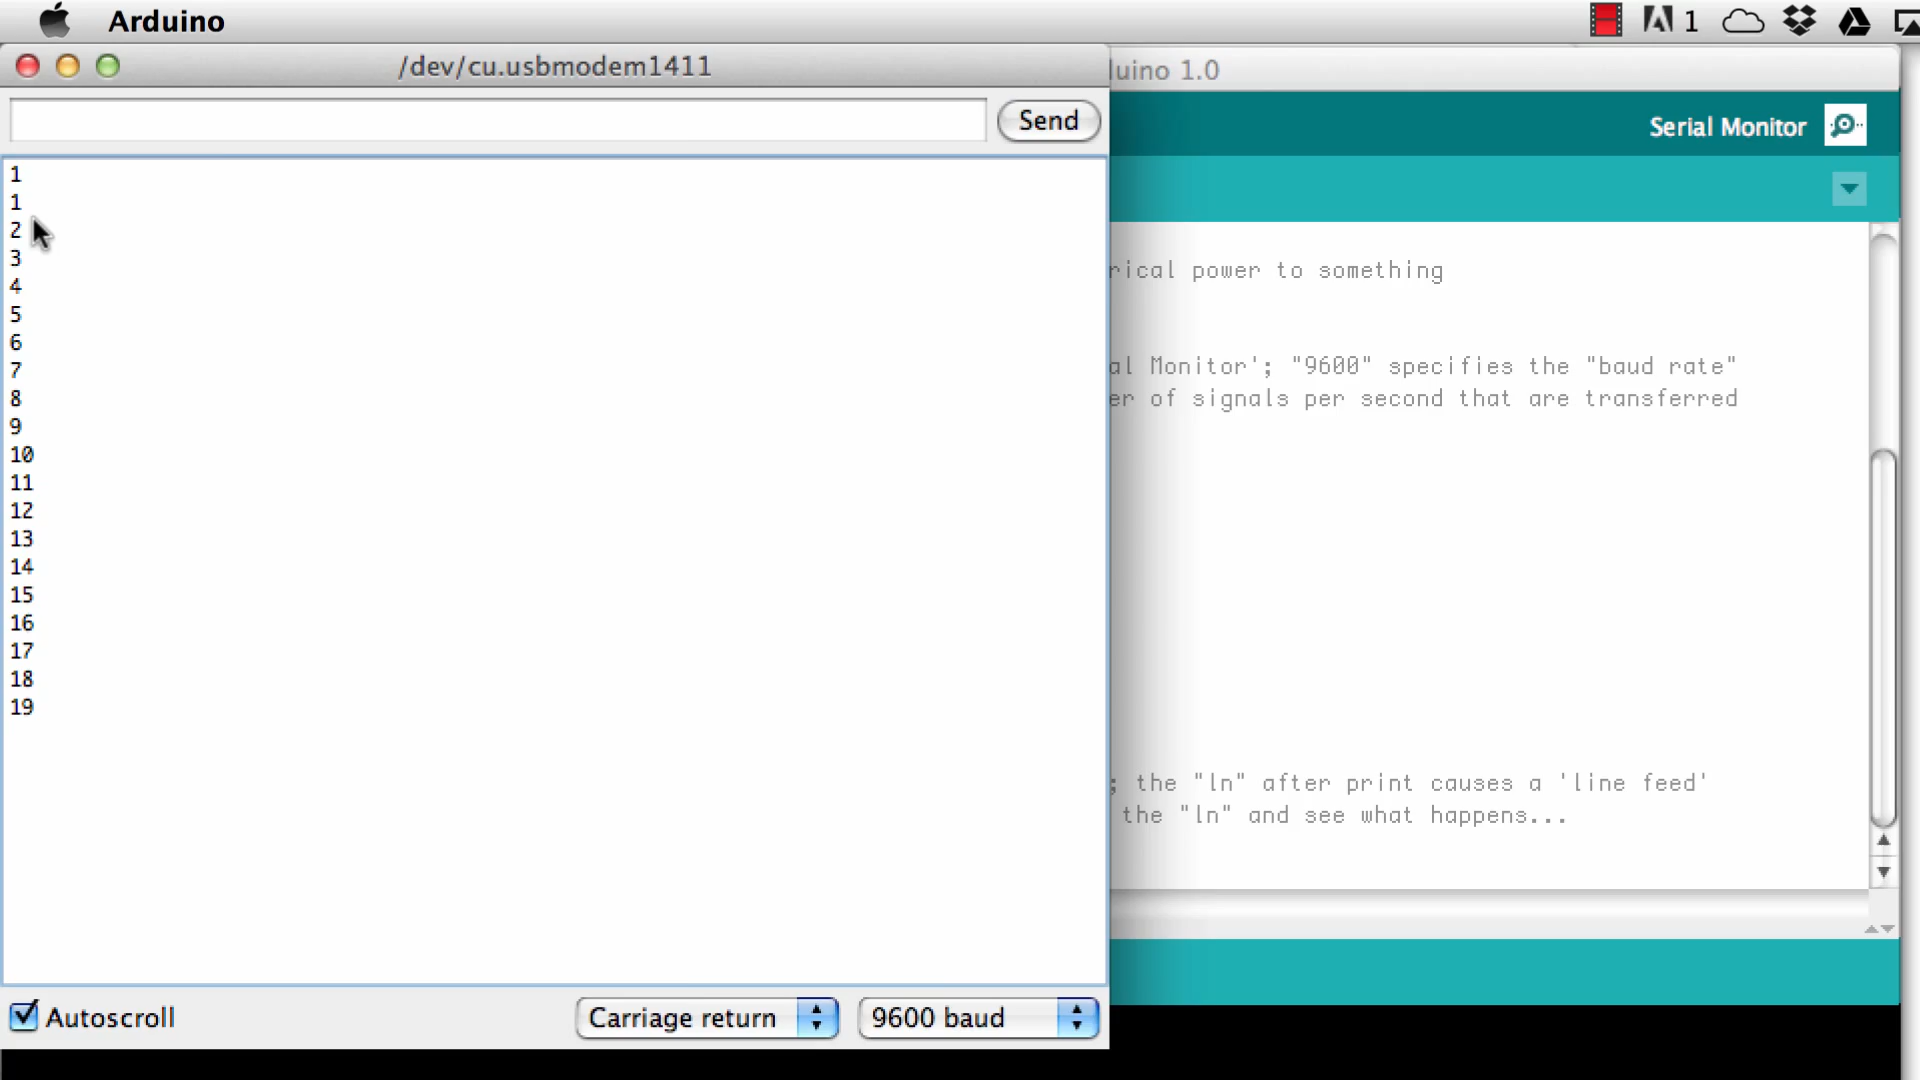 Arduino
1
/dev/cu.usbmodem1411
uino 1.0
Send
Serial Monitor
1
1
2
3
4
5
6
7
8
9
10
11
12
13
14
15
16
17
18
19
rical power to something
al Monitor'; "9600" specifies the "baud rate"
er of signals per second that are transferred
; the "ln" after print causes a 'line feed'
the "ln" and see what happens...
Autoscroll
Carriage return
9600 baud